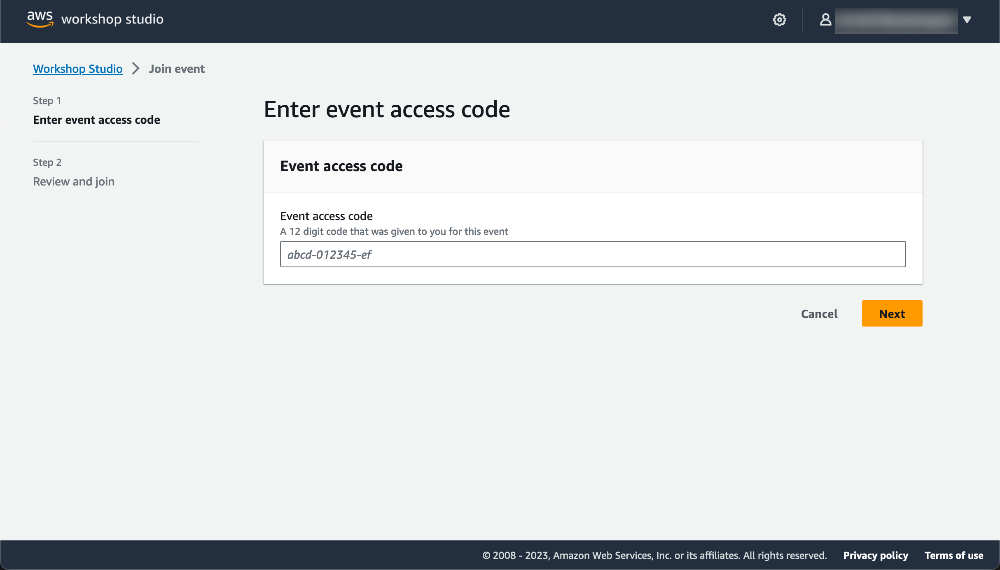 aws workshop studio
Workshop Studio > Join event
Step 1
Enter event access code
Step 2
Review and join
Enter event access code
Event access code
Event access code
A 12 digit code that was given to you for this event
abcd-012345-ef
Cancel
Next
© 2008 - 2023, Amazon Web Services, Inc. or its affiliates. All rights reserved. Privacy policy Terms of use